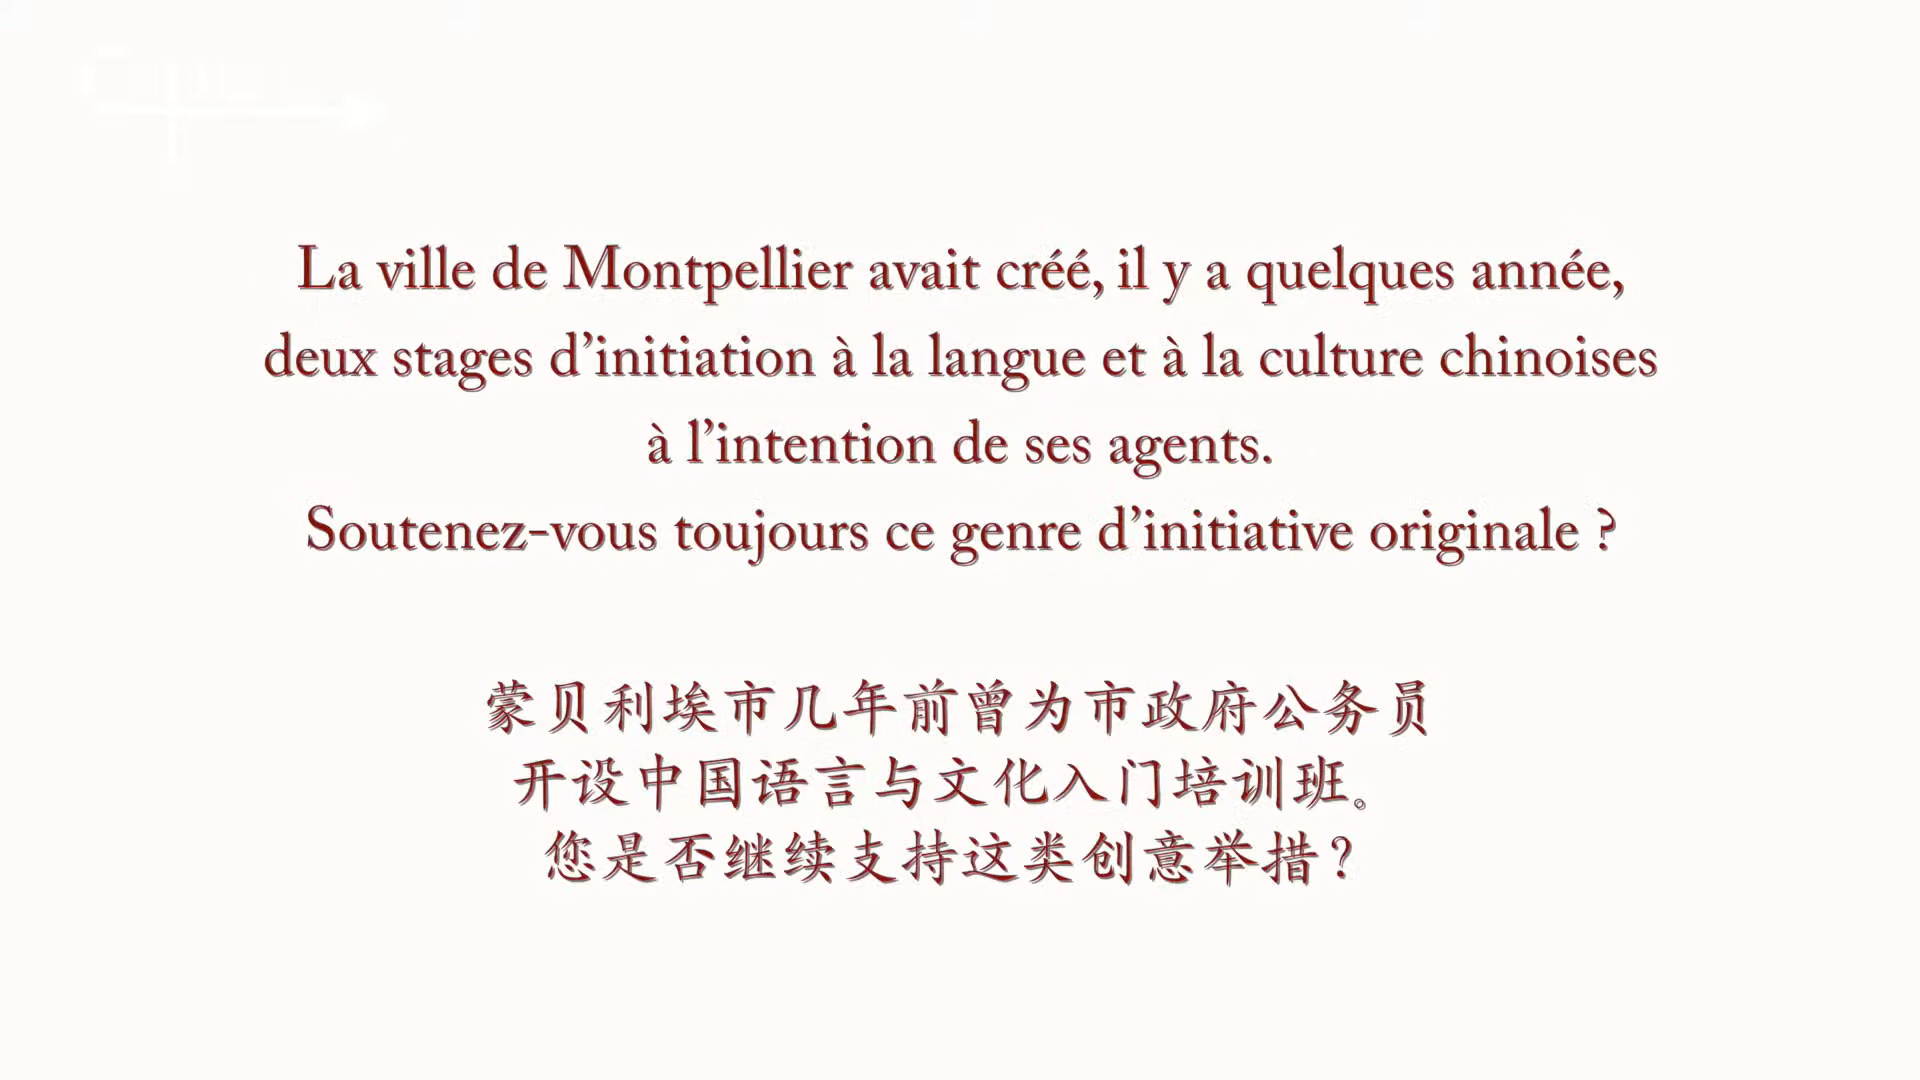 La ville de Montpellier avait créé, il y a quelques année,
deux stages d’initiation à la langue et à la culture chinoises
à l’intention de ses agents.
Soutenez-vous toujours ce genre d’initiative originale ?
蒙贝利埃市几年前曾为市政府公务员
开设中国语言与文化入门培训班。
您是否继续支持这类创意举措？